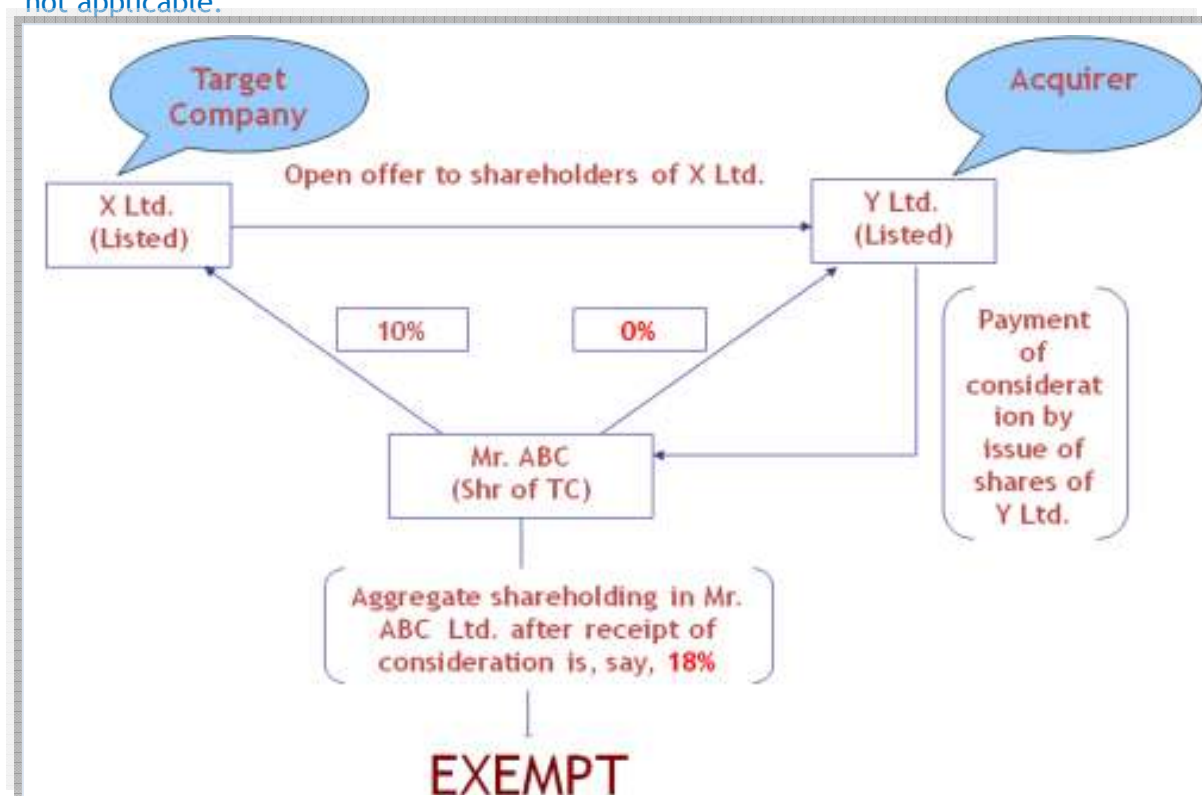 not applicable.
Target
Company
Acquirer
Open offer to shareholders of X Ltd.
X Ltd.
(Listed)
Y Ltd.
(Listed)
10%
0%
Payment
of
considerat
ion by
issue of
shares of
Y Ltd.
Mr. ABC
(Shr of TC)
Aggregate shareholding in Mr.
ABC Ltd. after receipt of
consideration is, say, 18%
EXEMPT